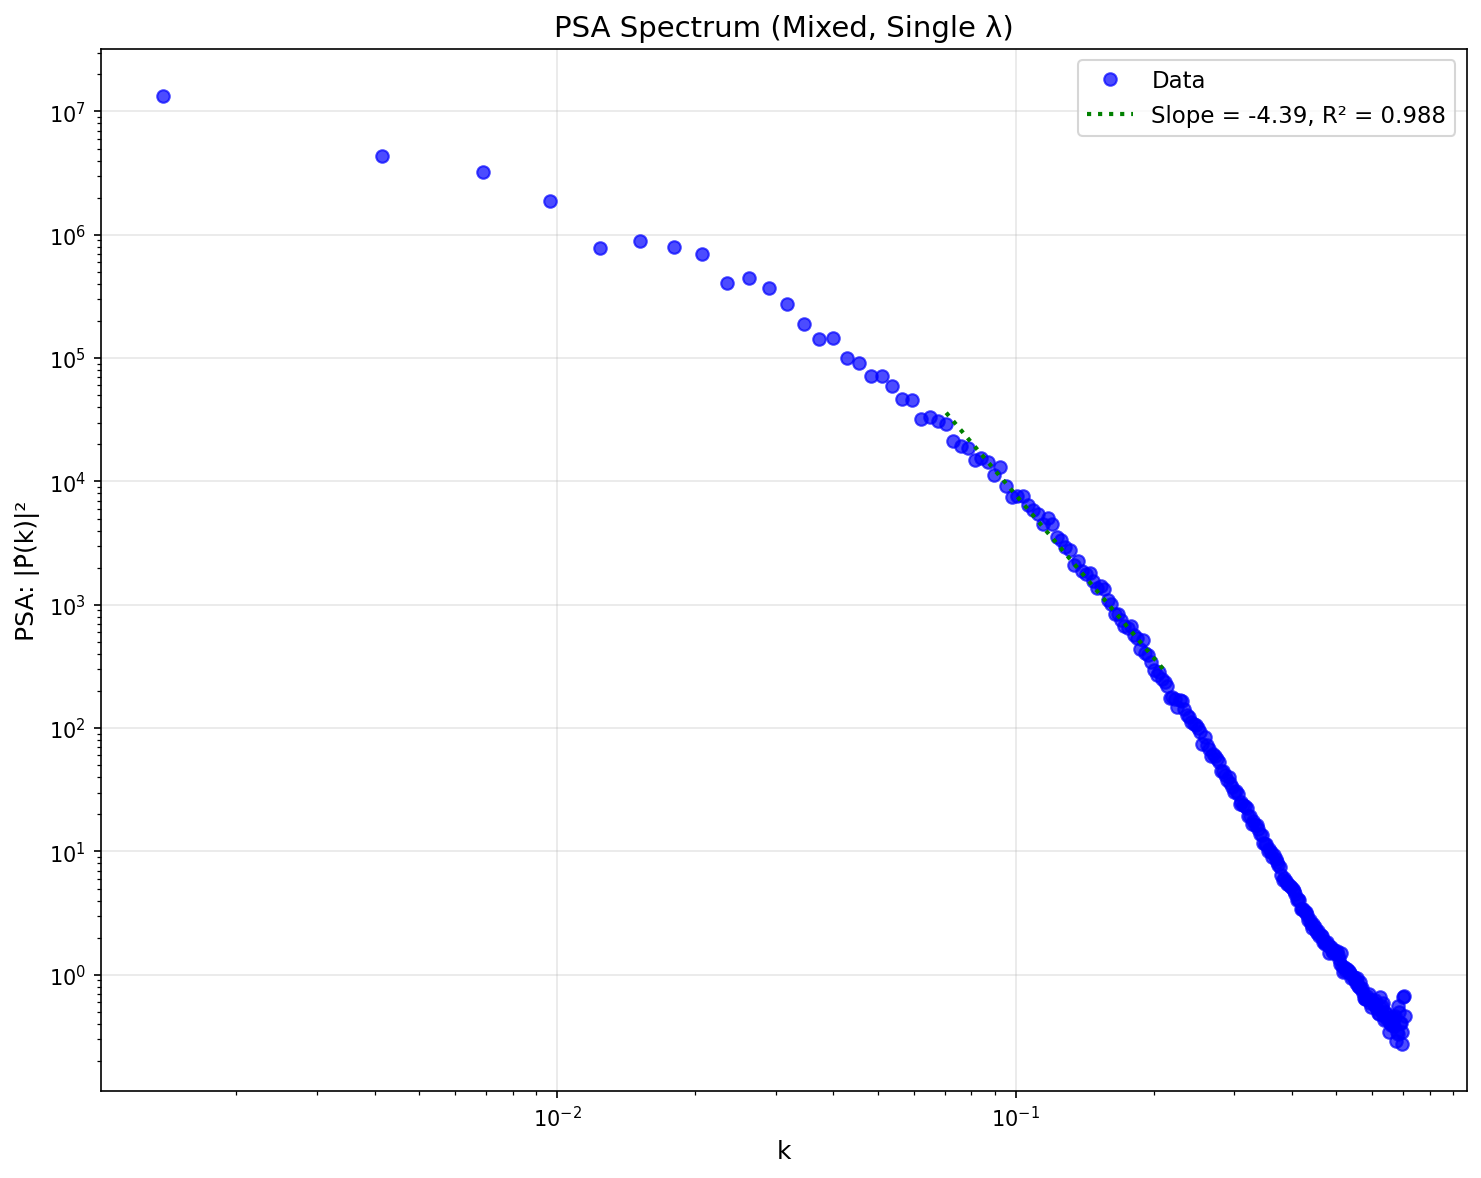 PSA Spectrum (Mixed, Single λ)
Data
Slope = -4.39, R² = 0.988
PSA: |P(k)|²
10⁷
10⁶
10⁵
10⁴
10³
10²
10¹
10⁰
10⁻²
10⁻¹
k